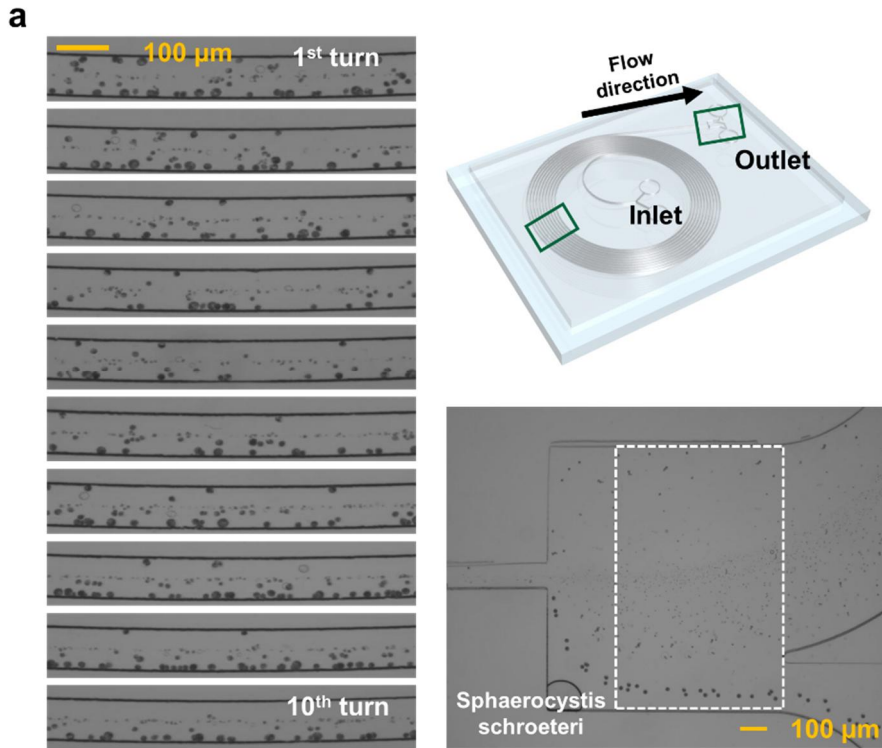 a
100 µm
1st turn
10th turn
Flow
direction
Outlet
Inlet
Sphaerocystis
schroeteri
100 µm